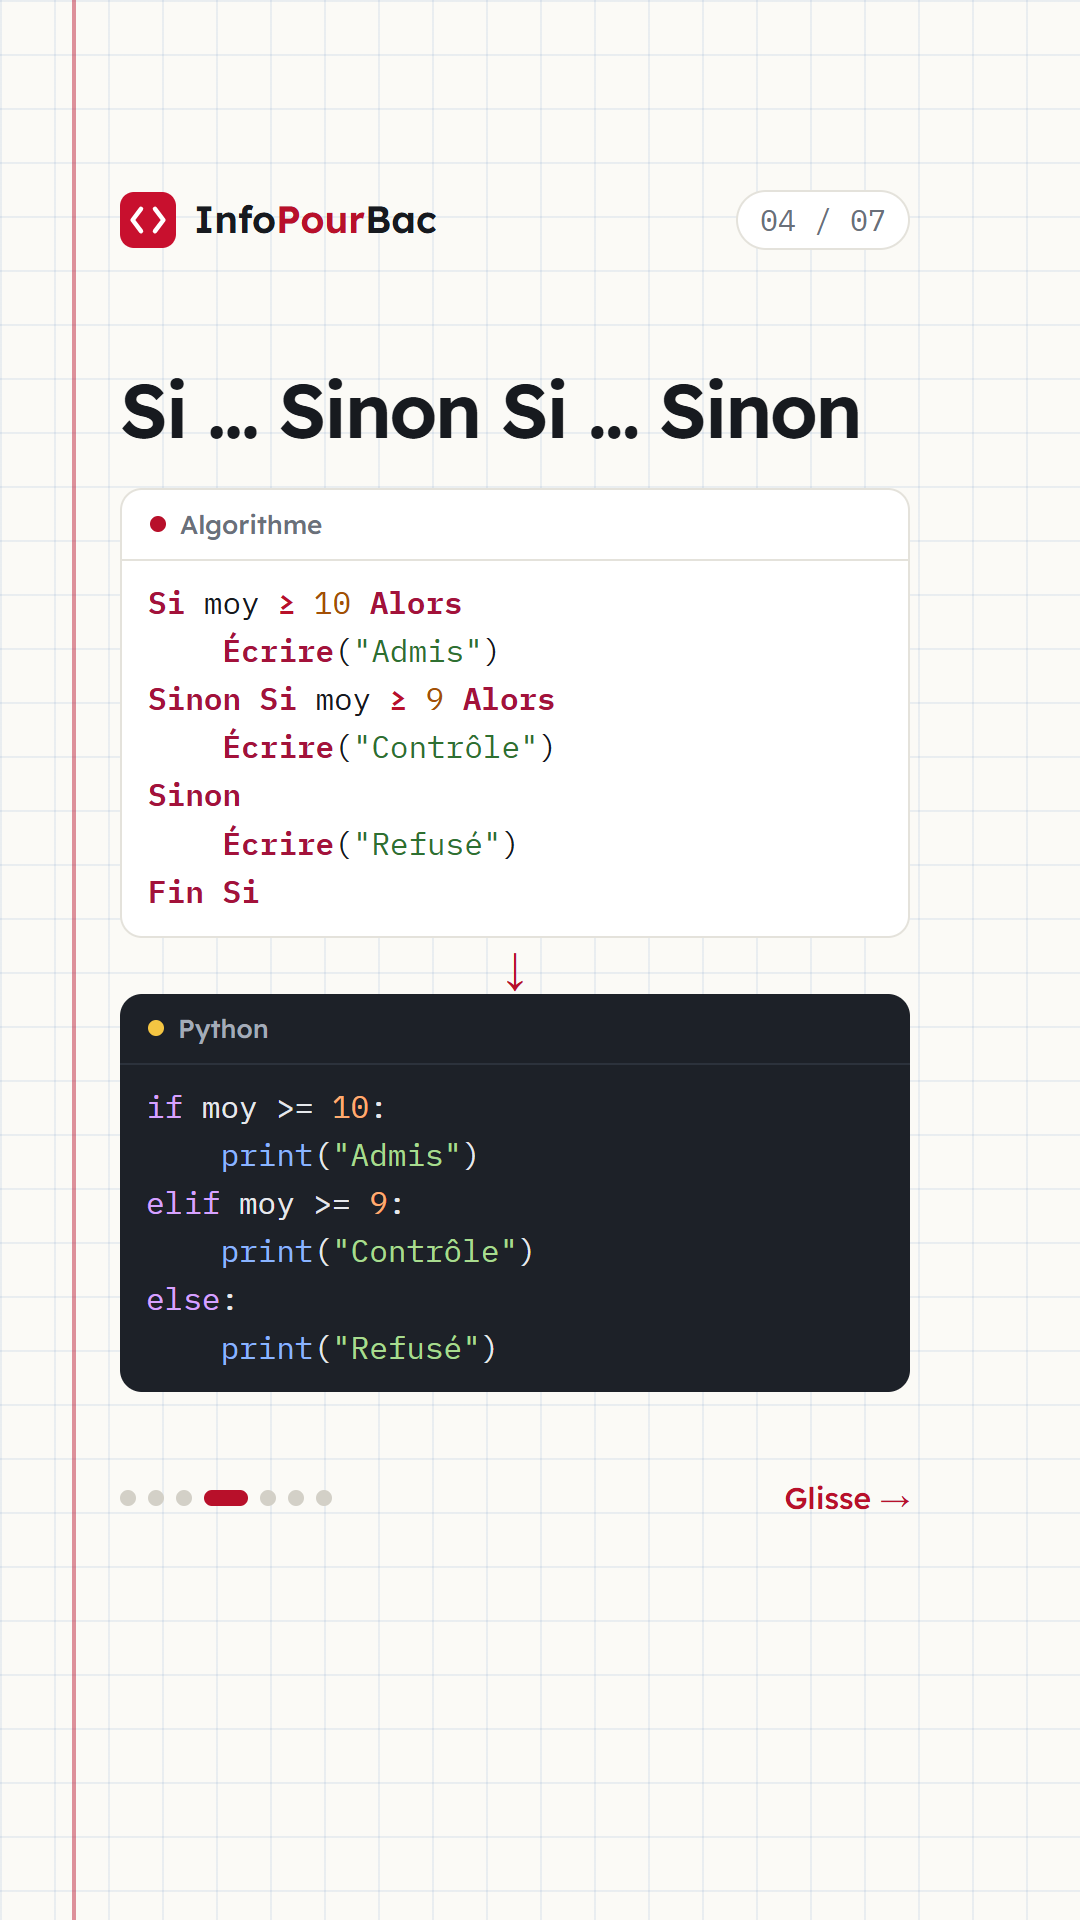 InfoPourBac
04 / 07
Si ... Sinon Si ... Sinon
Algorithme
Si moy ≥ 10 Alors
    Écrire("Admis")
Sinon Si moy ≥ 9 Alors
    Écrire("Contrôle")
Sinon
    Écrire("Refusé")
Fin Si
↓
Python
if moy >= 10:
    print("Admis")
elif moy >= 9:
    print("Contrôle")
else:
    print("Refusé")
Glisse →